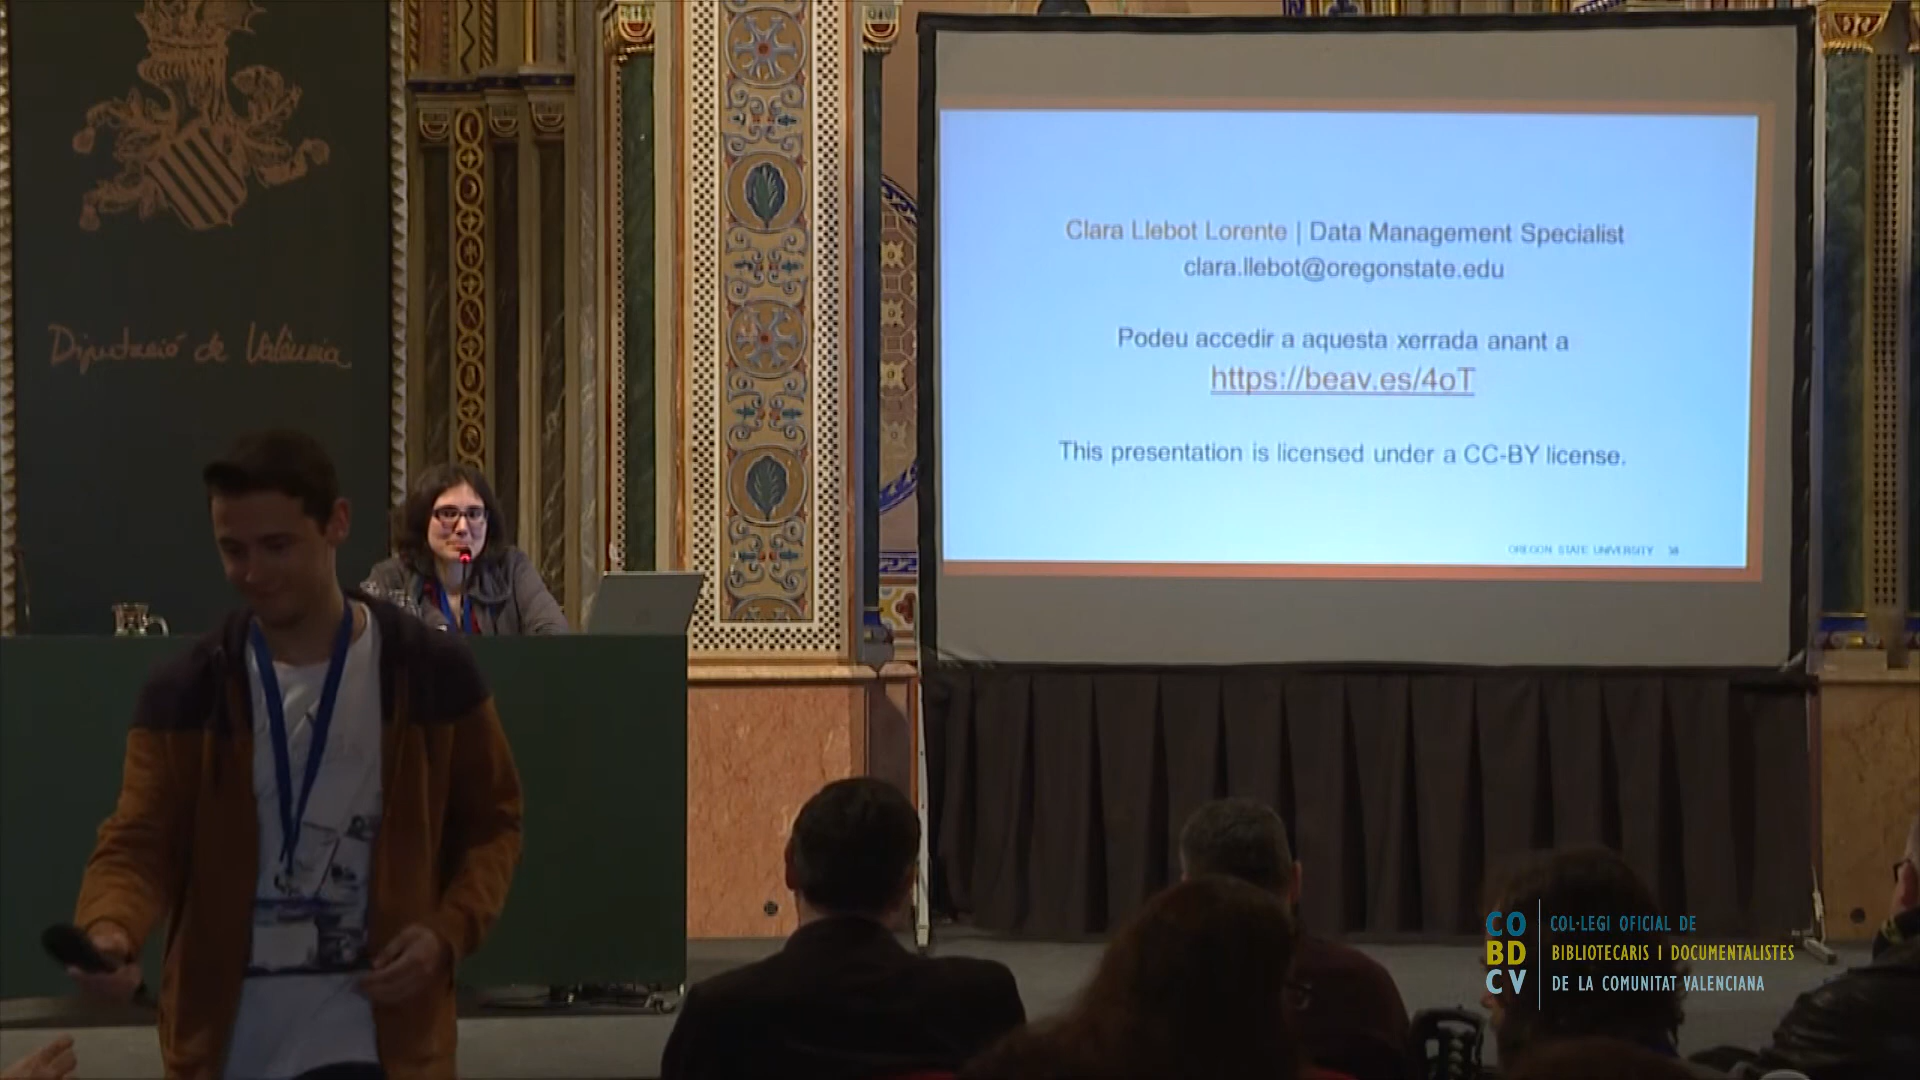 Diputació de València
Clara Llebot Lorente | Data Management Specialist
clara.llebot@oregonstate.edu
Podeu accedir a aquesta xerrada anant a
https://beav.es/4oT
This presentation is licensed under a CC-BY license.
OREGON STATE UNIVERSITY
CO
BD
CV
COL·LEGI OFICIAL DE
BIBLIOTECARIS I DOCUMENTALISTES
DE LA COMUNITAT VALENCIANA